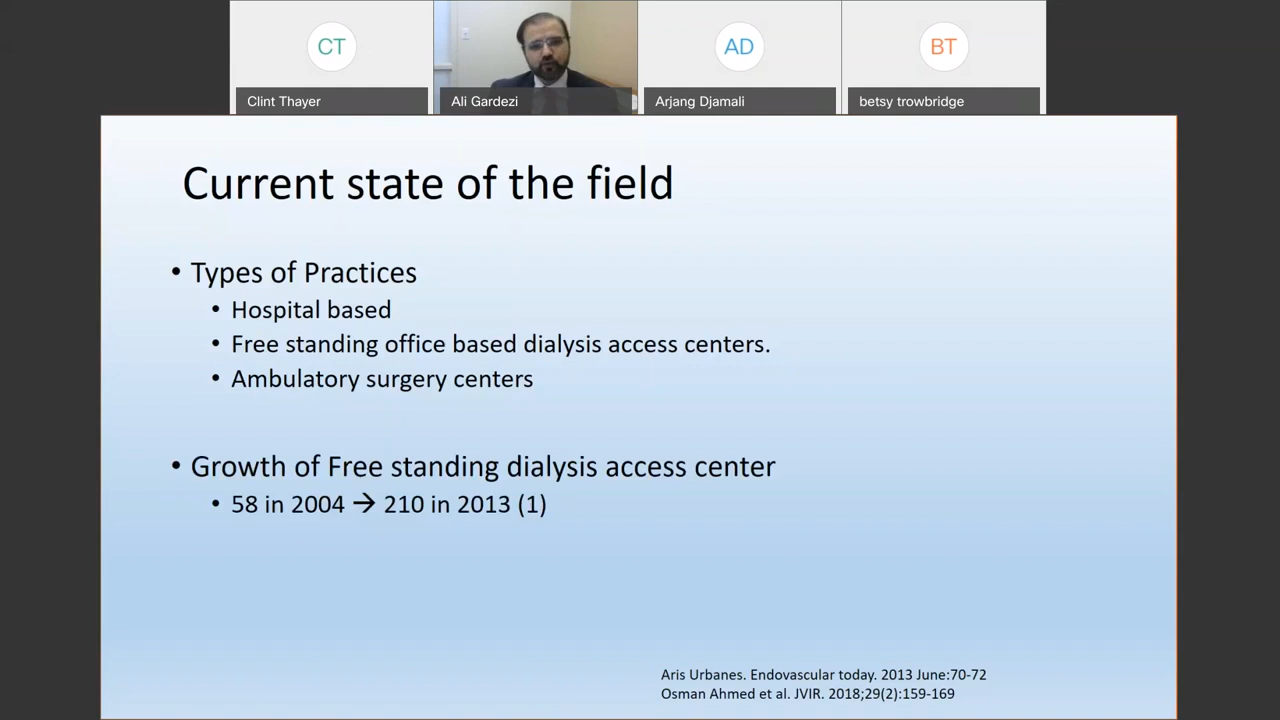 CT
AD
BT
Clint Thayer
Ali Gardezi
Arjang Djamali
betsy trowbridge
Current state of the field
• Types of Practices
• Hospital based
• Free standing office based dialysis access centers.
• Ambulatory surgery centers
• Growth of Free standing dialysis access center
• 58 in 2004 → 210 in 2013 (1)
Aris Urbanes. Endovascular today. 2013 June:70-72
Osman Ahmed et al. JVIR. 2018;29(2):159-169